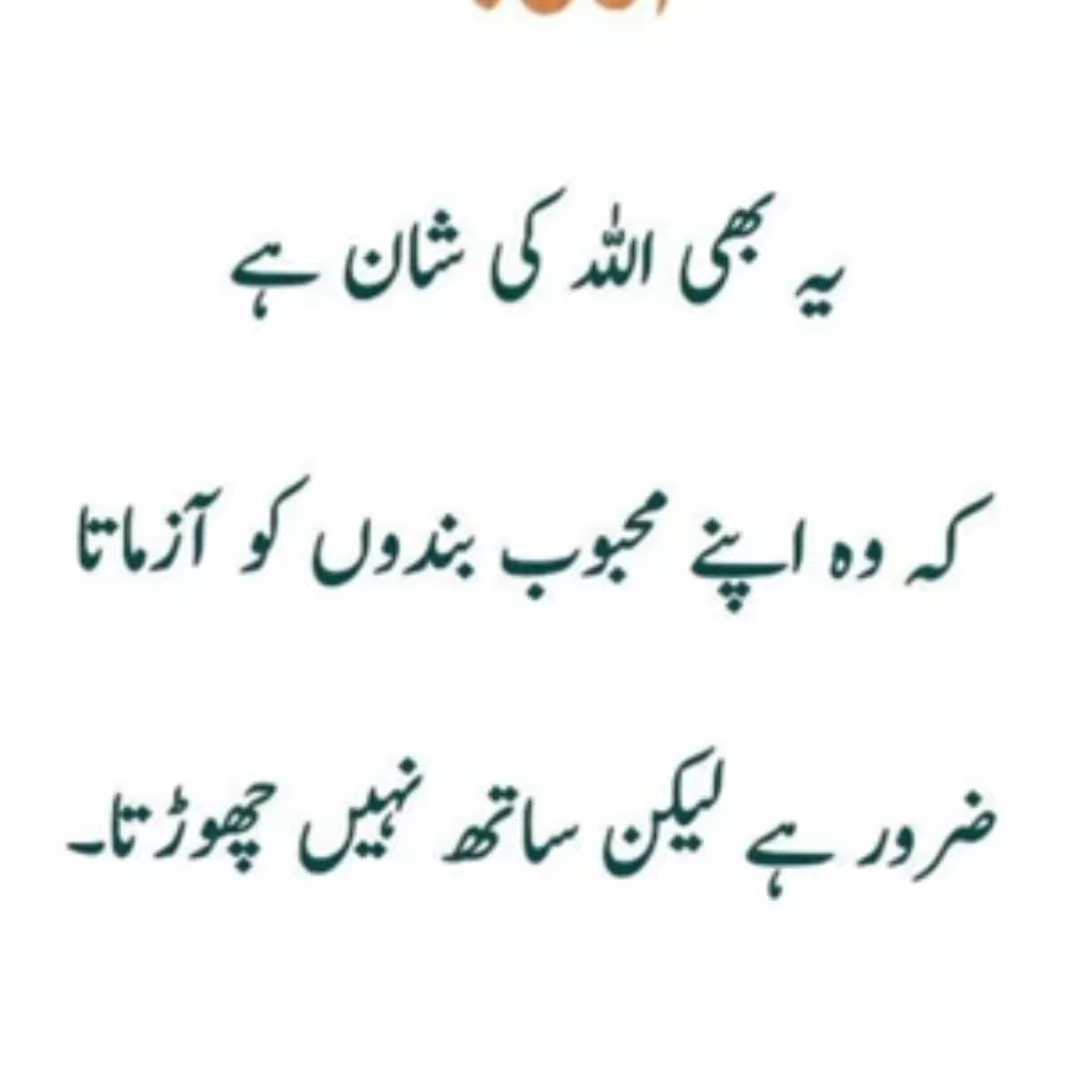 یہ بھی اللہ کی شان ہے
کہ وہ اپنے محبوب بندوں کو آزماتا
ضرور ہے لیکن ساتھ نہیں چھوڑتا۔